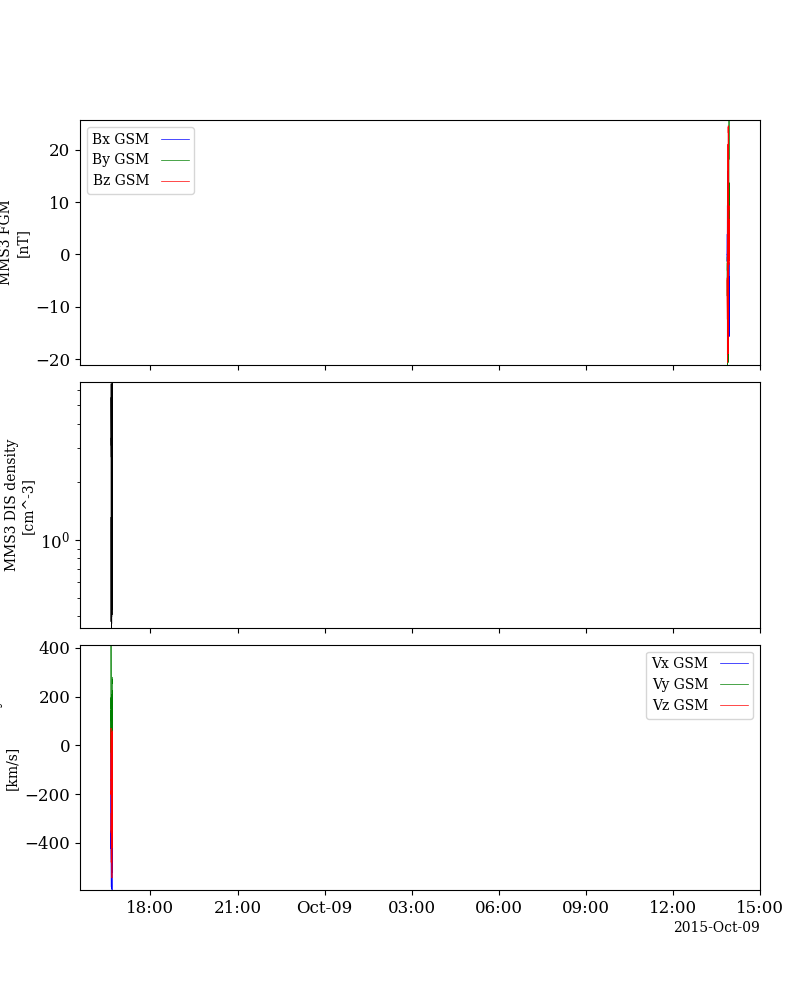 Bx GSM
By GSM
Bz GSM
20
10
0
−10
−20
MMS3 FGM
[nT]
MMS3 DIS density
[cm^-3]
10^0
Vx GSM
Vy GSM
Vz GSM
400
200
0
−200
−400
[km/s]
18:00
21:00
Oct-09
03:00
06:00
09:00
12:00
15:00
2015-Oct-09